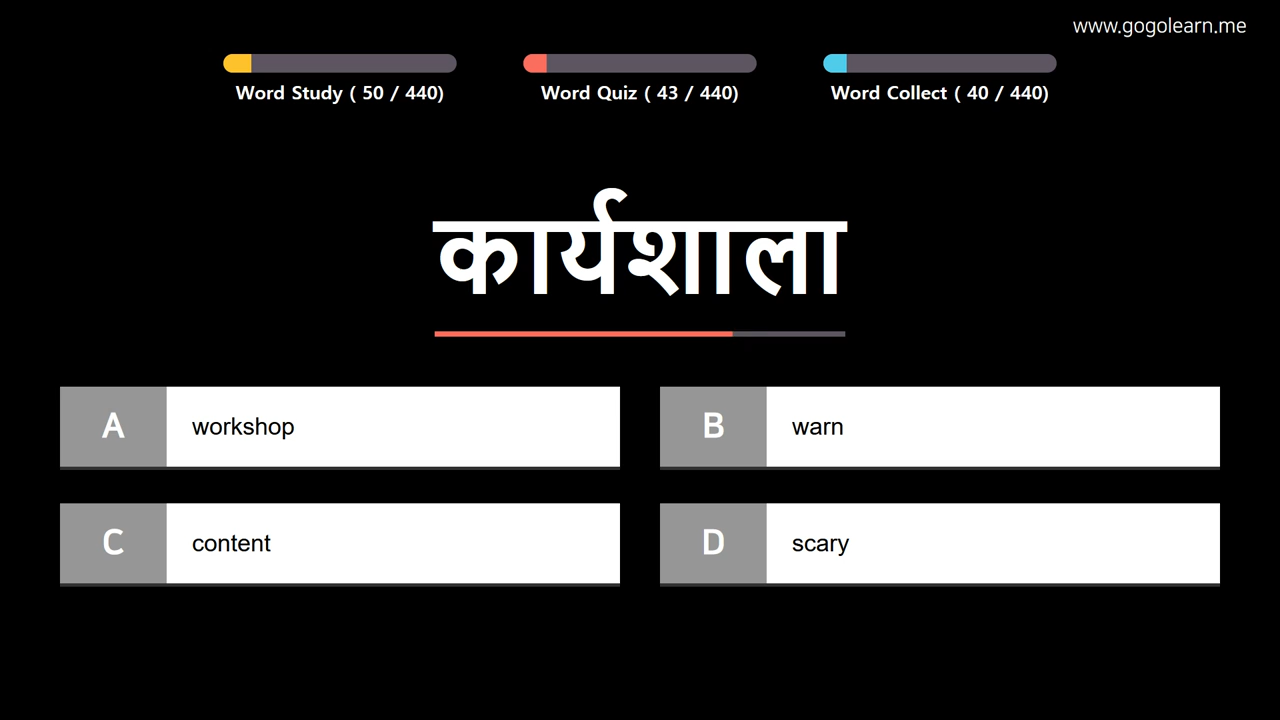 www.gogolearn.me
Word Study ( 50 / 440)
Word Quiz ( 43 / 440)
Word Collect ( 40 / 440)
कार्यशाला
A workshop
B warn
C content
D scary